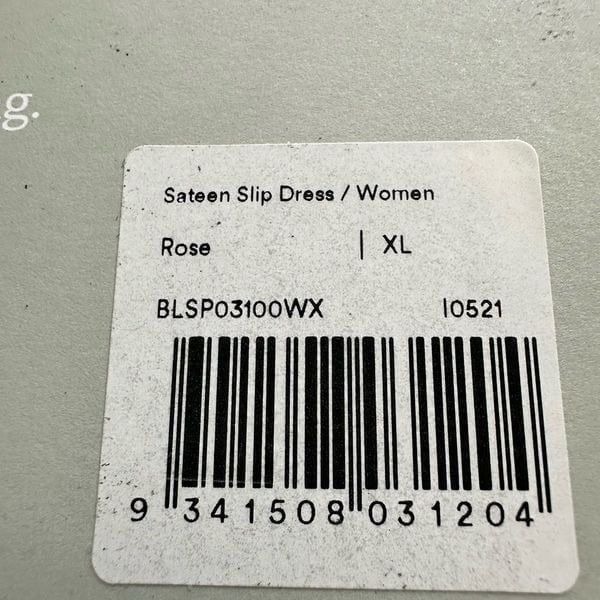 g.
Sateen Slip Dress / Women
Rose | XL
BLSP03100WX I0521
9 341508 031204